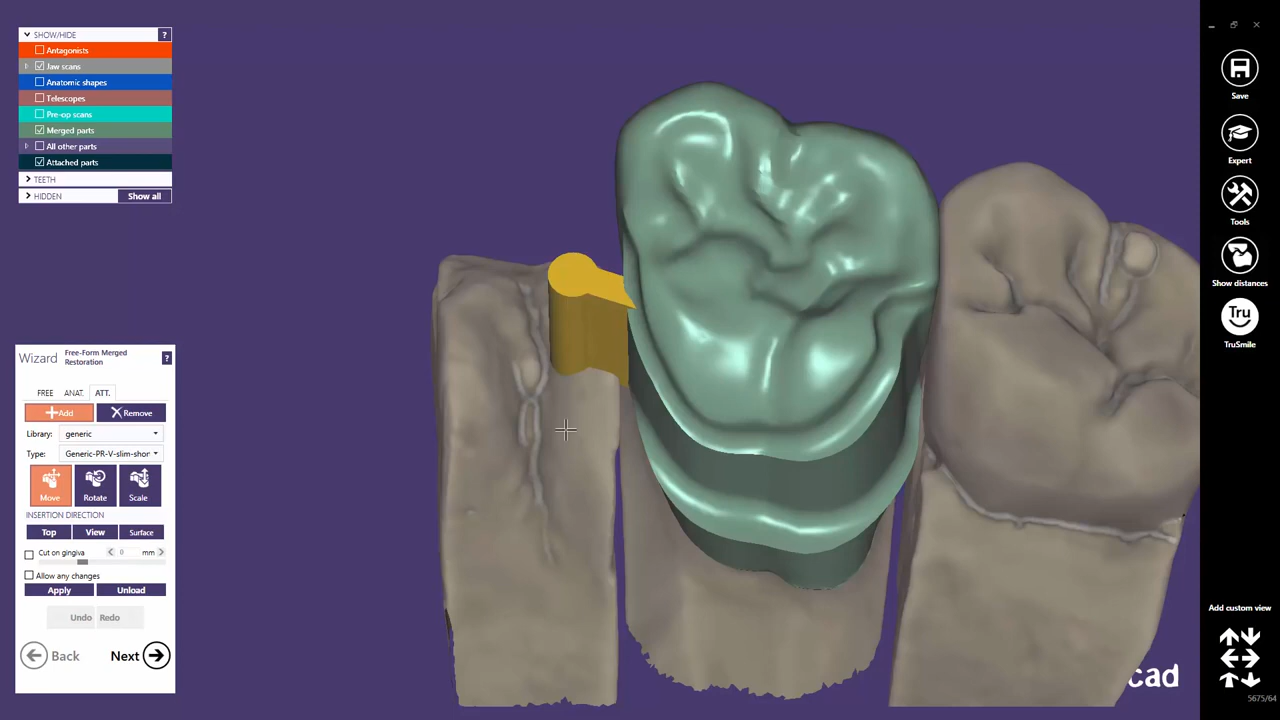 SHOW/HIDE ?
Antagonists
Jaw scans
Anatomic shapes
Telescopes
Pre-op scans
Merged parts
All other parts
Attached parts
TEETH
HIDDEN Show all
Wizard Free-Form Merged Restoration ?
FREE ANAT. ATT.
Add Remove
Library: generic
Type: Generic-PR-V-slim-shor
Move Rotate Scale
INSERTION DIRECTION
Top View Surface
Cut on gingiva 0 mm
Allow any changes
Apply Unload
Undo Redo
Back Next
Save
Expert
Tools
Show distances
Tru
TruSmile
Add custom view
cad
5675/64